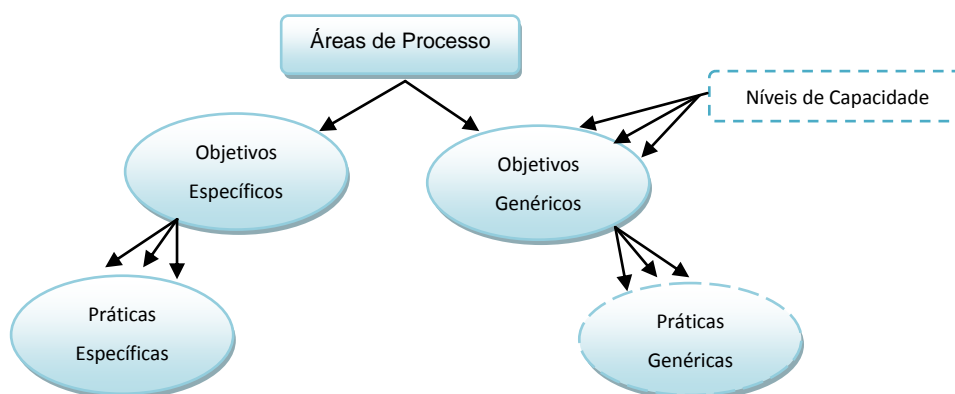 Áreas de Processo
Níveis de Capacidade
Objetivos
Específicos
Objetivos
Genéricos
Práticas
Específicas
Práticas
Genéricas